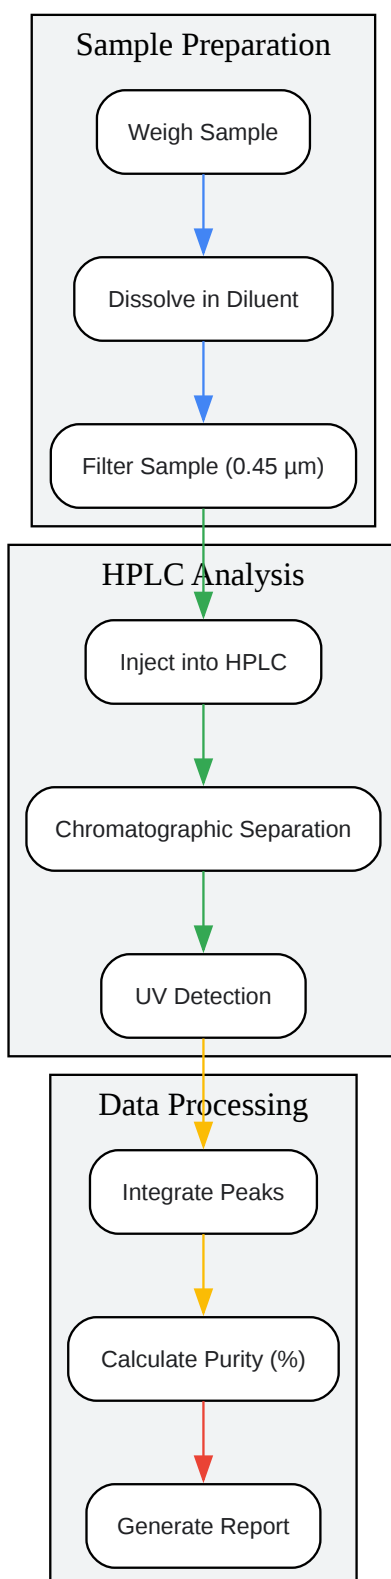 Sample Preparation
Weigh Sample
Dissolve in Diluent
Filter Sample (0.45 µm)
HPLC Analysis
Inject into HPLC
Chromatographic Separation
UV Detection
Data Processing
Integrate Peaks
Calculate Purity (%)
Generate Report